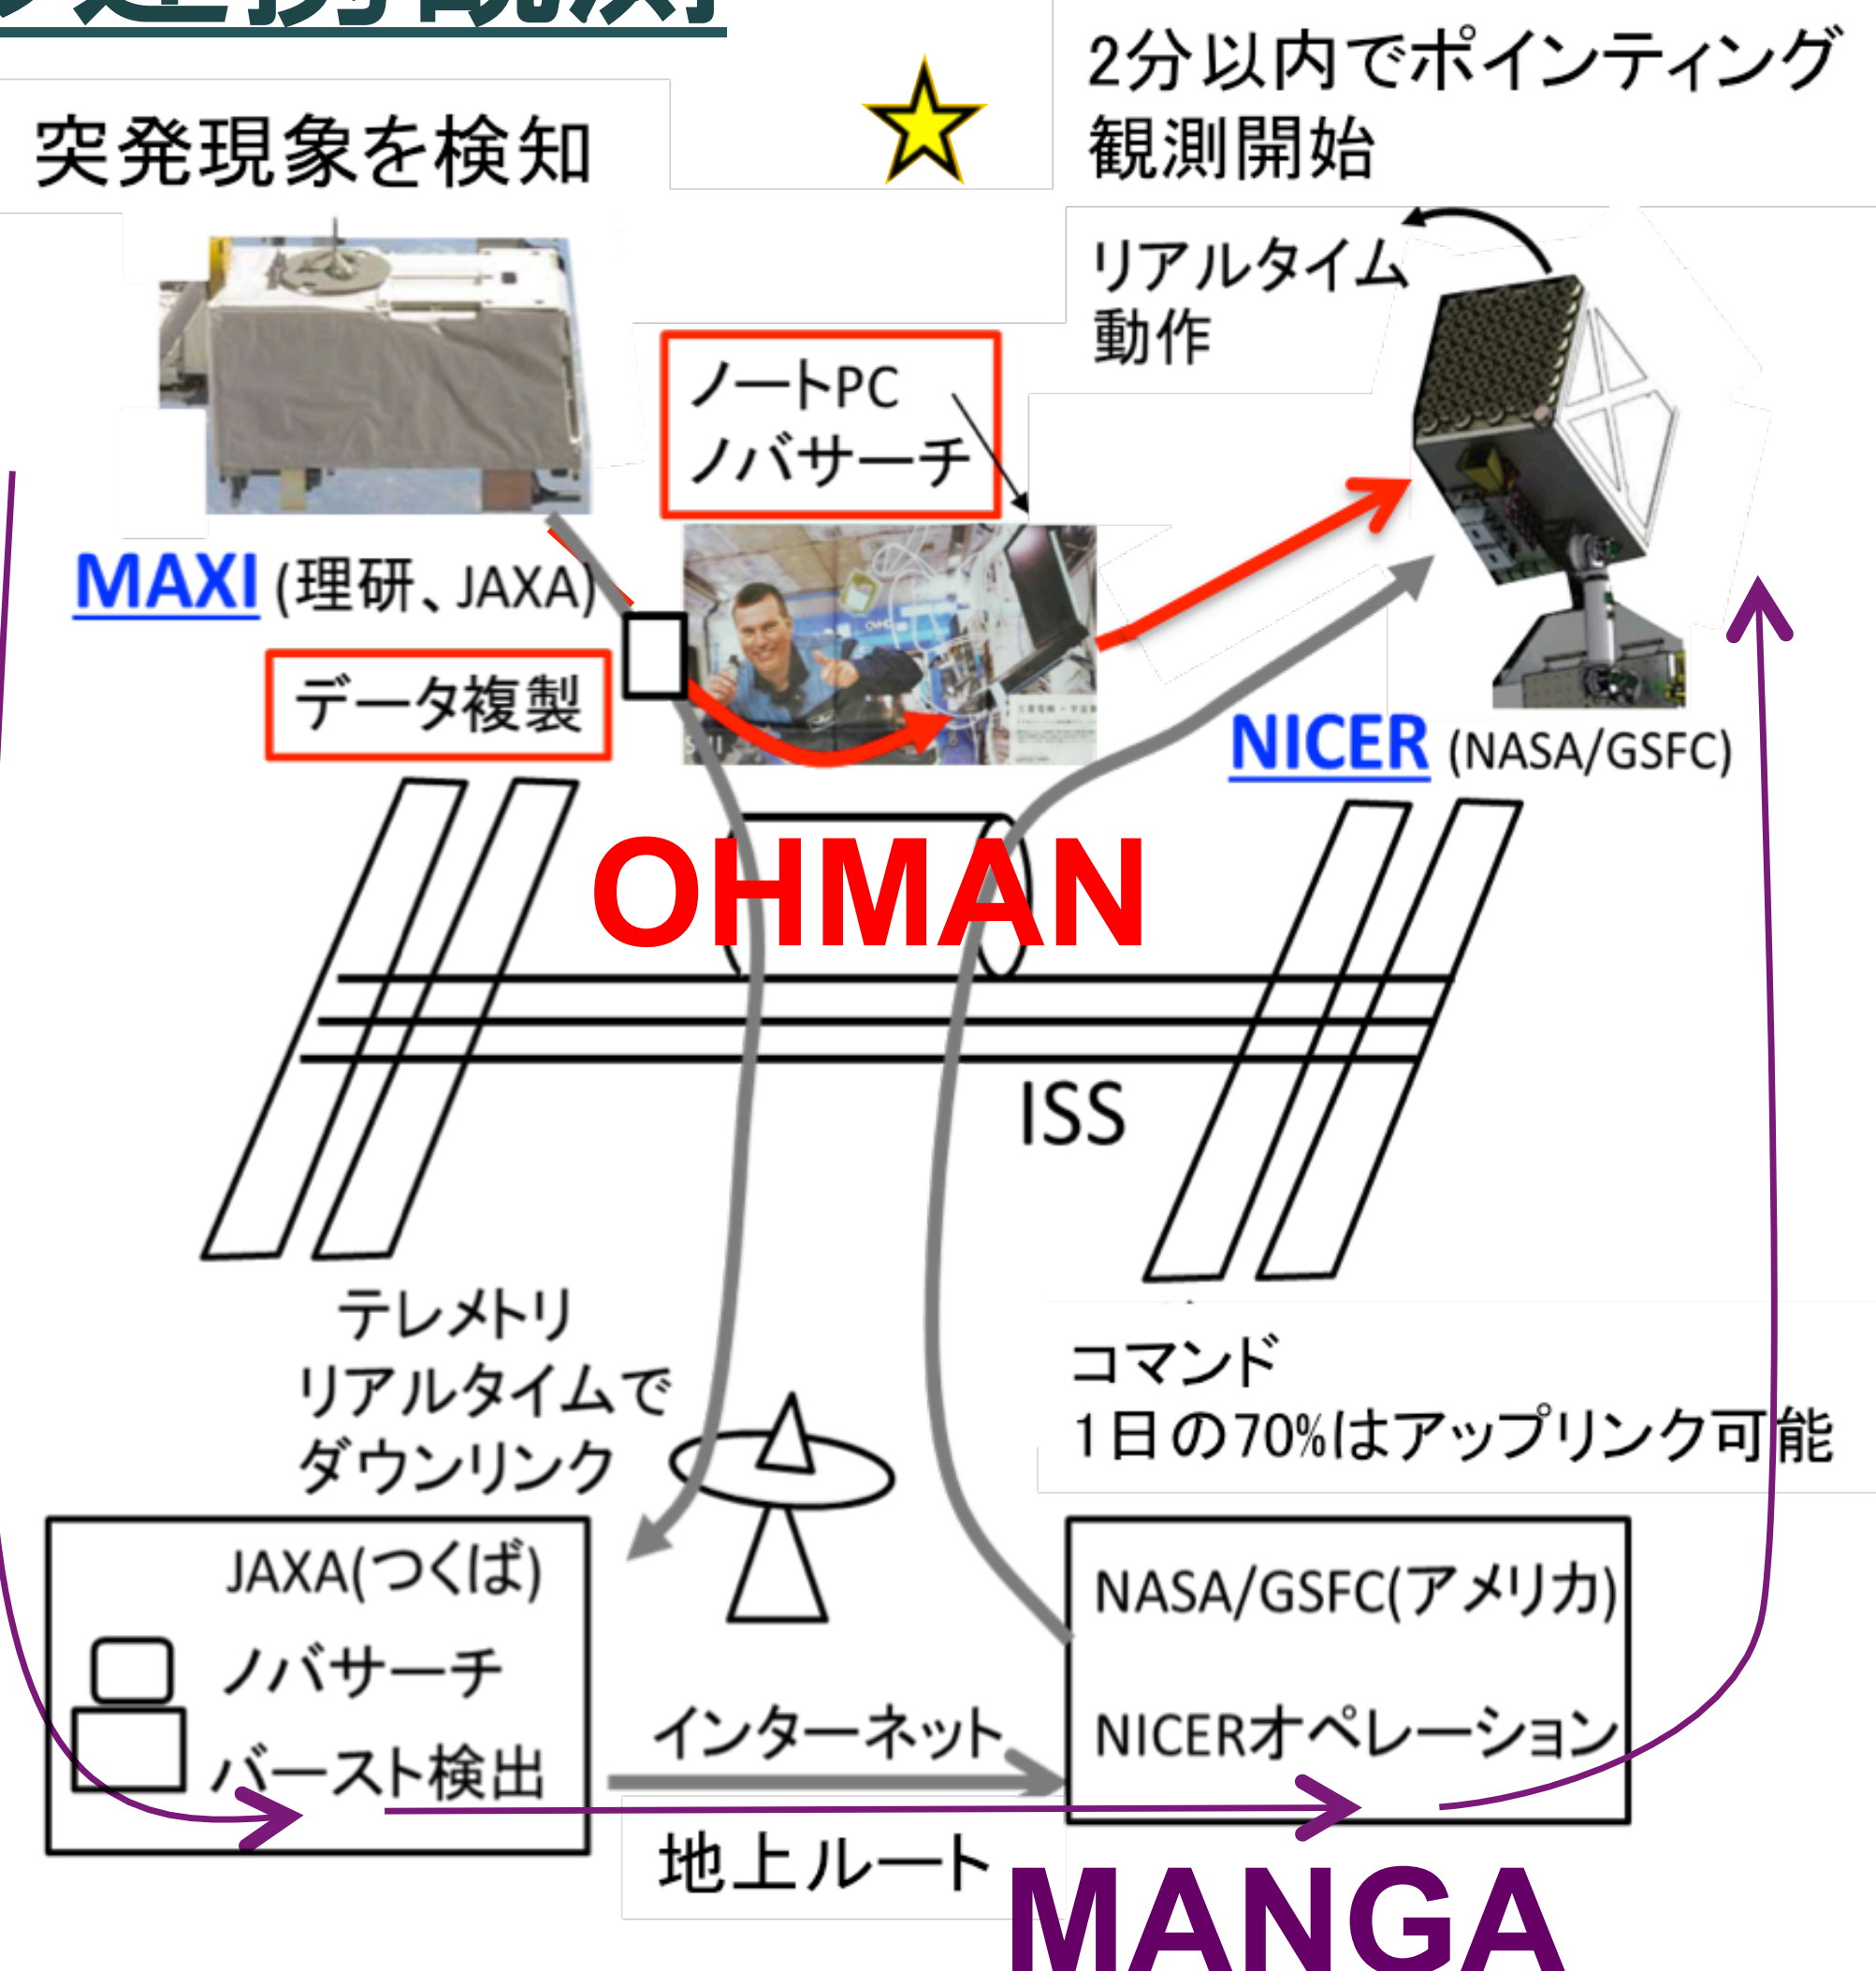 突発現象を検知
2分以内でポインティング
観測開始
リアルタイム
動作
ノートPC
ノバサーチ
MAXI (理研、JAXA)
データ複製
NICER (NASA/GSFC)
OHMAN
ISS
テレメトリ
リアルタイムで
ダウンリンク
コマンド
1日の70%はアップリンク可能
JAXA(つくば)
ノバサーチ
バースト検出
インターネット
地上ルート
NASA/GSFC(アメリカ)
NICERオペレーション
MANGA